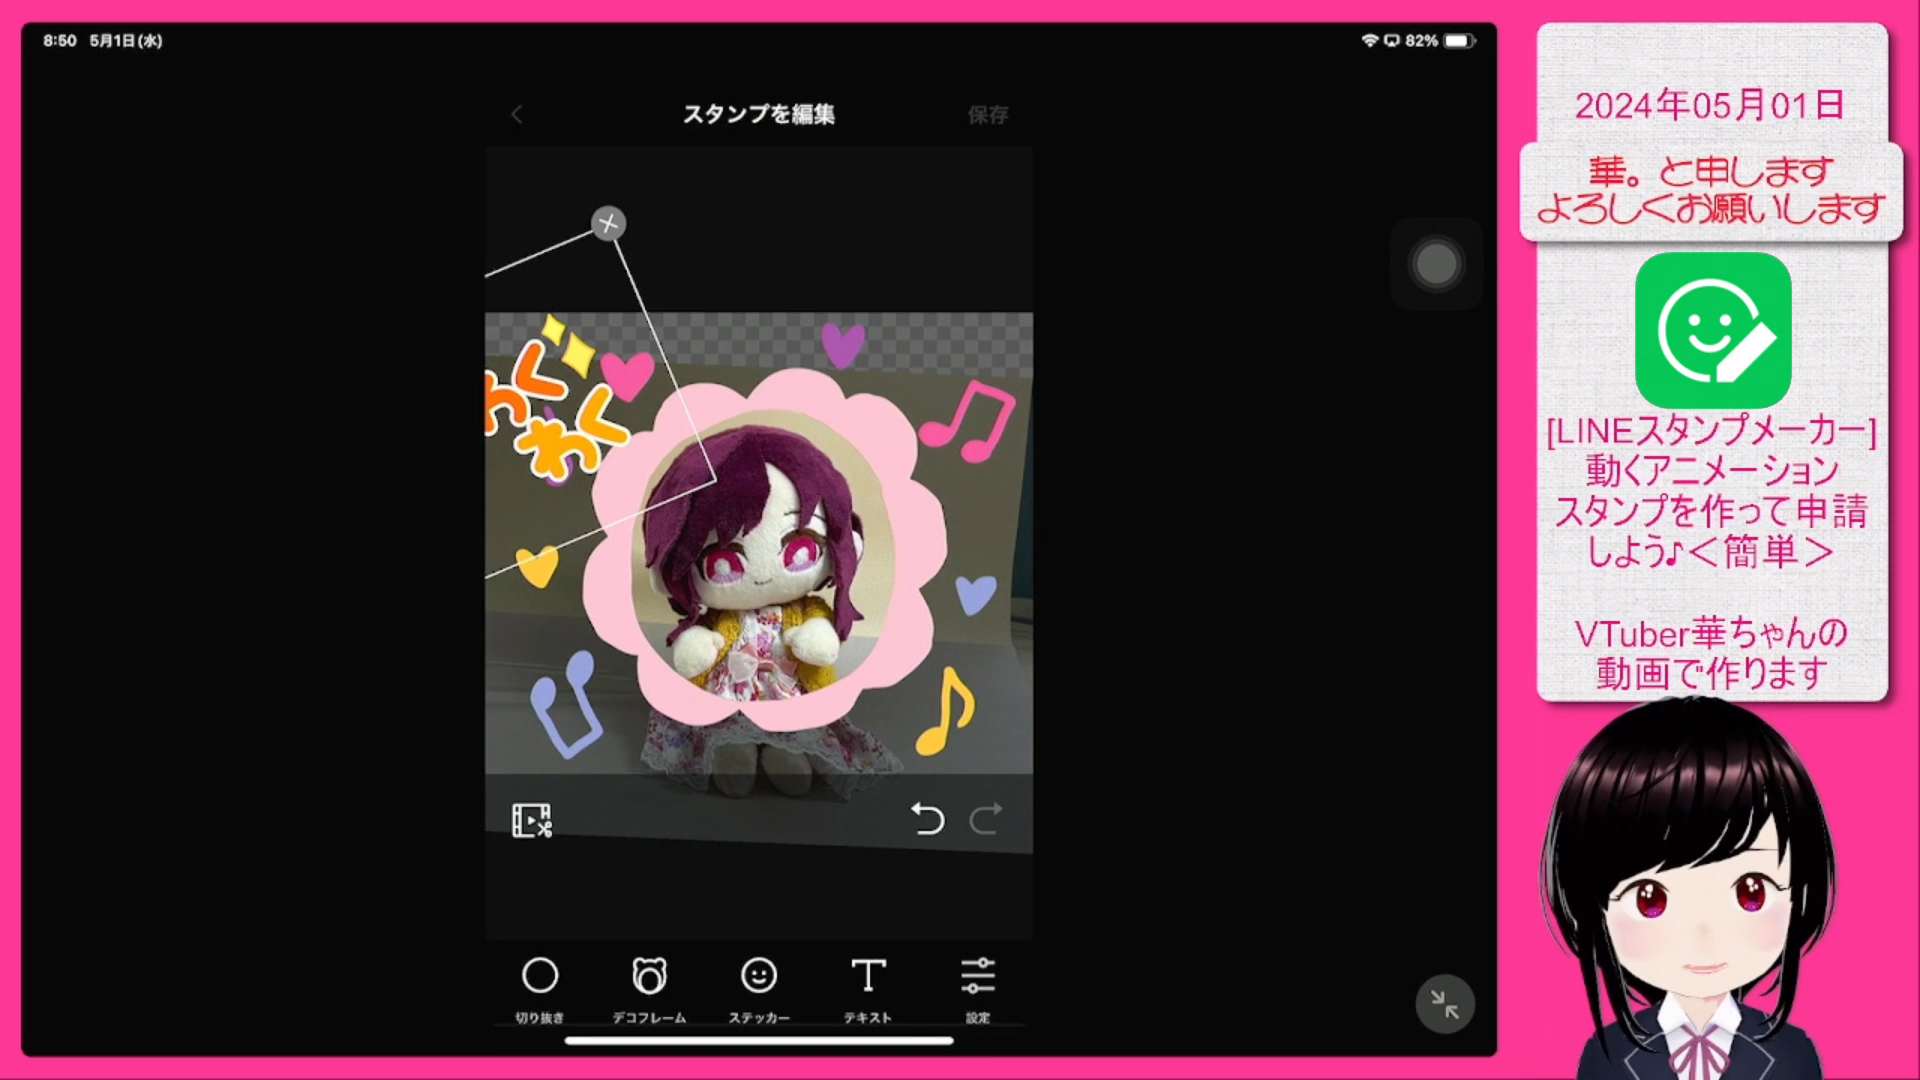 8:50 5月1日(水)
82%
スタンプを編集
保存
わく
わく
切り抜き
デコフレーム
ステッカー
テキスト
設定
2024年05月01日
華。と申します
よろしくお願いします
[LINEスタンプメーカー]
動くアニメーション
スタンプを作って申請
しよう♪＜簡単＞
VTuber華ちゃんの
動画で作ります